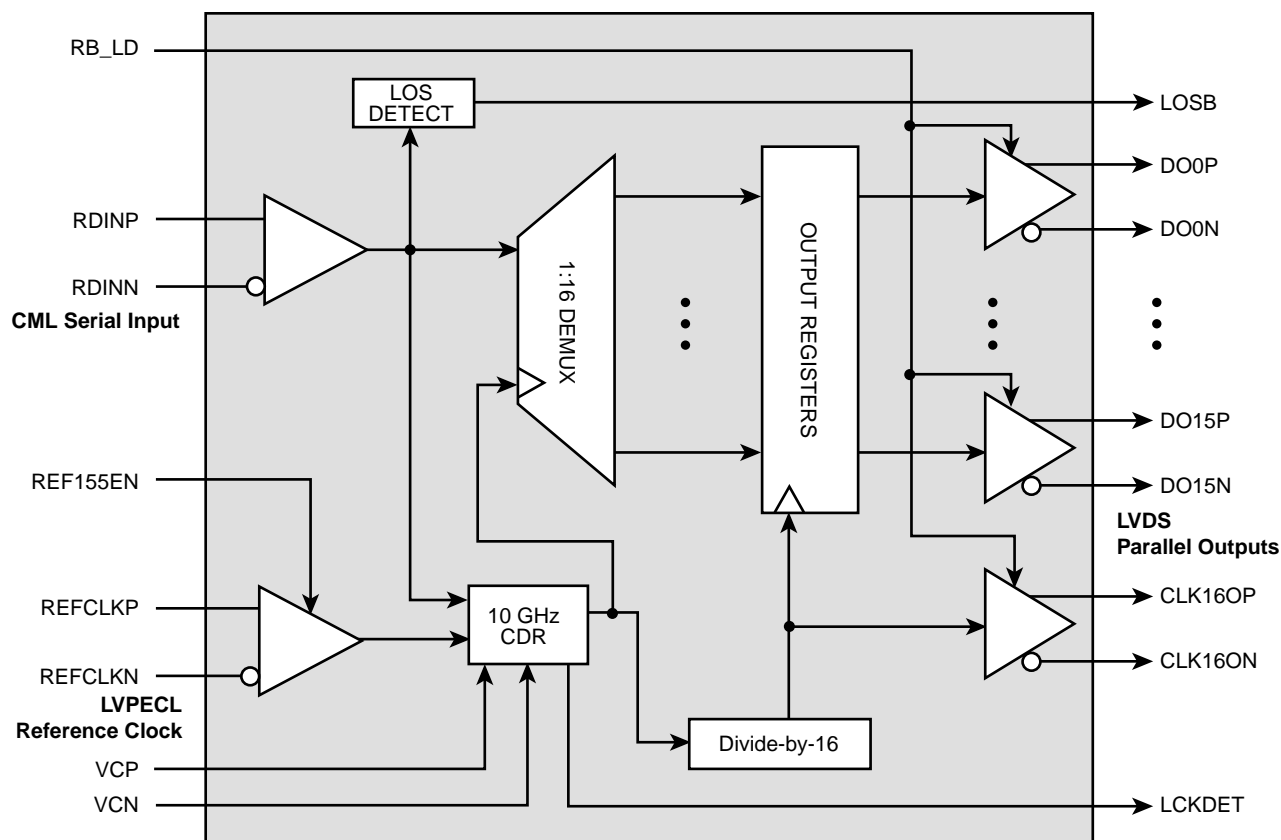 RB_LD
LOS
DETECT
LOSB
DO0P
RDINP
DO0N
RDINN
CML Serial Input
1:16 DEMUX
OUTPUT REGISTERS
DO15P
REF155EN
DO15N
LVDS
Parallel Outputs
REFCLKP
10 GHz
CDR
CLK16OP
REFCLKN
CLK16ON
LVPECL
Reference Clock
Divide-by-16
VCP
VCN
LCKDET